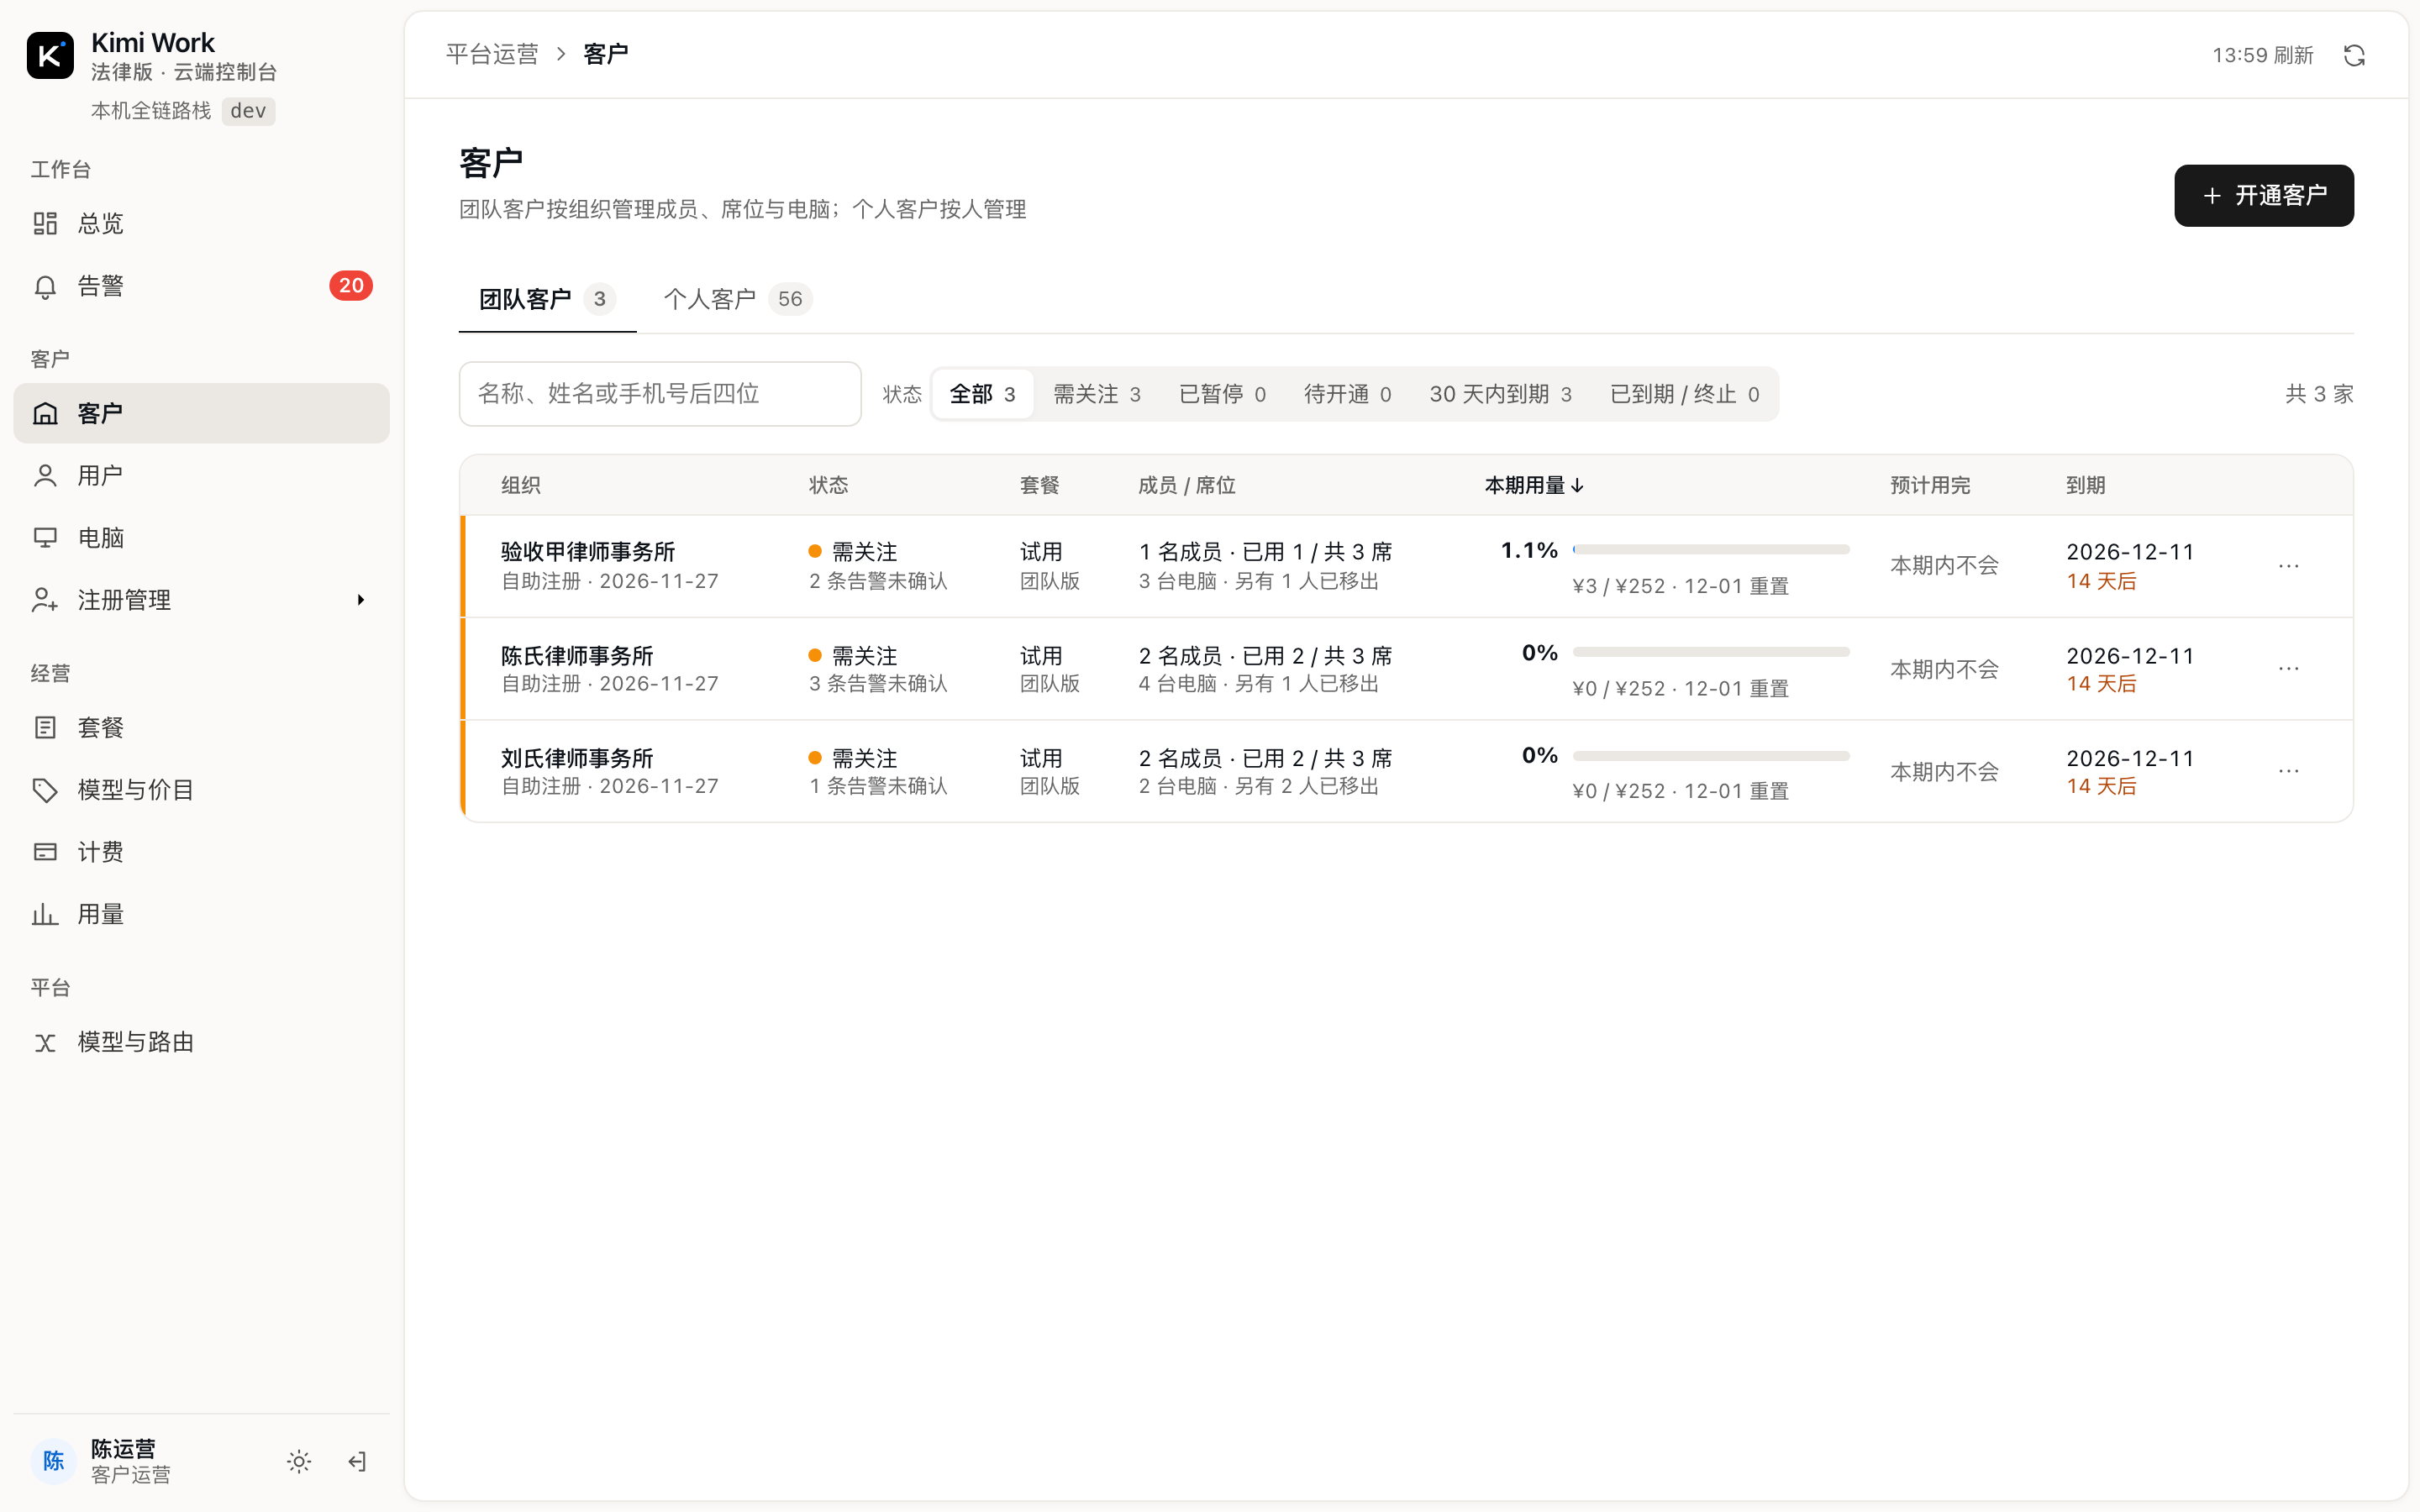 Kimi Work
法律版 · 云端控制台
本机全链路栈 dev
工作台
总览
告警 20
客户
客户
用户
电脑
注册管理
经营
套餐
模型与价目
计费
用量
平台
模型与路由
陈 陈运营
客户运营
平台运营 > 客户
13:59 刷新
客户
团队客户按组织管理成员、席位与电脑；个人客户按人管理
+ 开通客户
团队客户 3 个人客户 56
名称、姓名或手机号后四位 状态 全部 3 需关注 3 已暂停 0 待开通 0 30 天内到期 3 已到期 / 终止 0 共 3 家
组织 状态 套餐 成员 / 席位 本期用量↓ 预计用完 到期
验收甲律师事务所 需关注 试用 1 名成员 · 已用 1 / 共 3 席 1.1% 本期内不会 2026-12-11 ···
自助注册 · 2026-11-27 2 条告警未确认 团队版 3 台电脑 · 另有 1 人已移出 ¥3 / ¥252 · 12-01 重置 14 天后
陈氏律师事务所 需关注 试用 2 名成员 · 已用 2 / 共 3 席 0% 本期内不会 2026-12-11 ···
自助注册 · 2026-11-27 3 条告警未确认 团队版 4 台电脑 · 另有 1 人已移出 ¥0 / ¥252 · 12-01 重置 14 天后
刘氏律师事务所 需关注 试用 2 名成员 · 已用 2 / 共 3 席 0% 本期内不会 2026-12-11 ···
自助注册 · 2026-11-27 1 条告警未确认 团队版 2 台电脑 · 另有 2 人已移出 ¥0 / ¥252 · 12-01 重置 14 天后